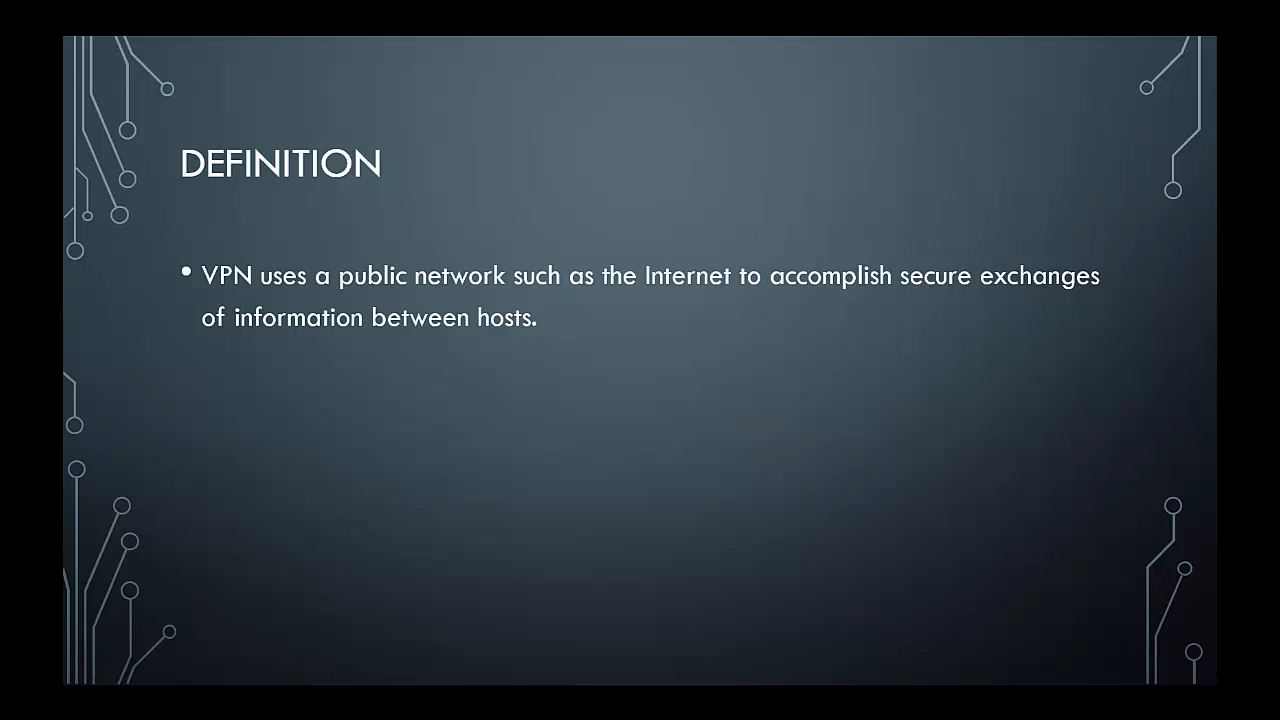 DEFINITION
• VPN uses a public network such as the Internet to accomplish secure exchanges
of information between hosts.